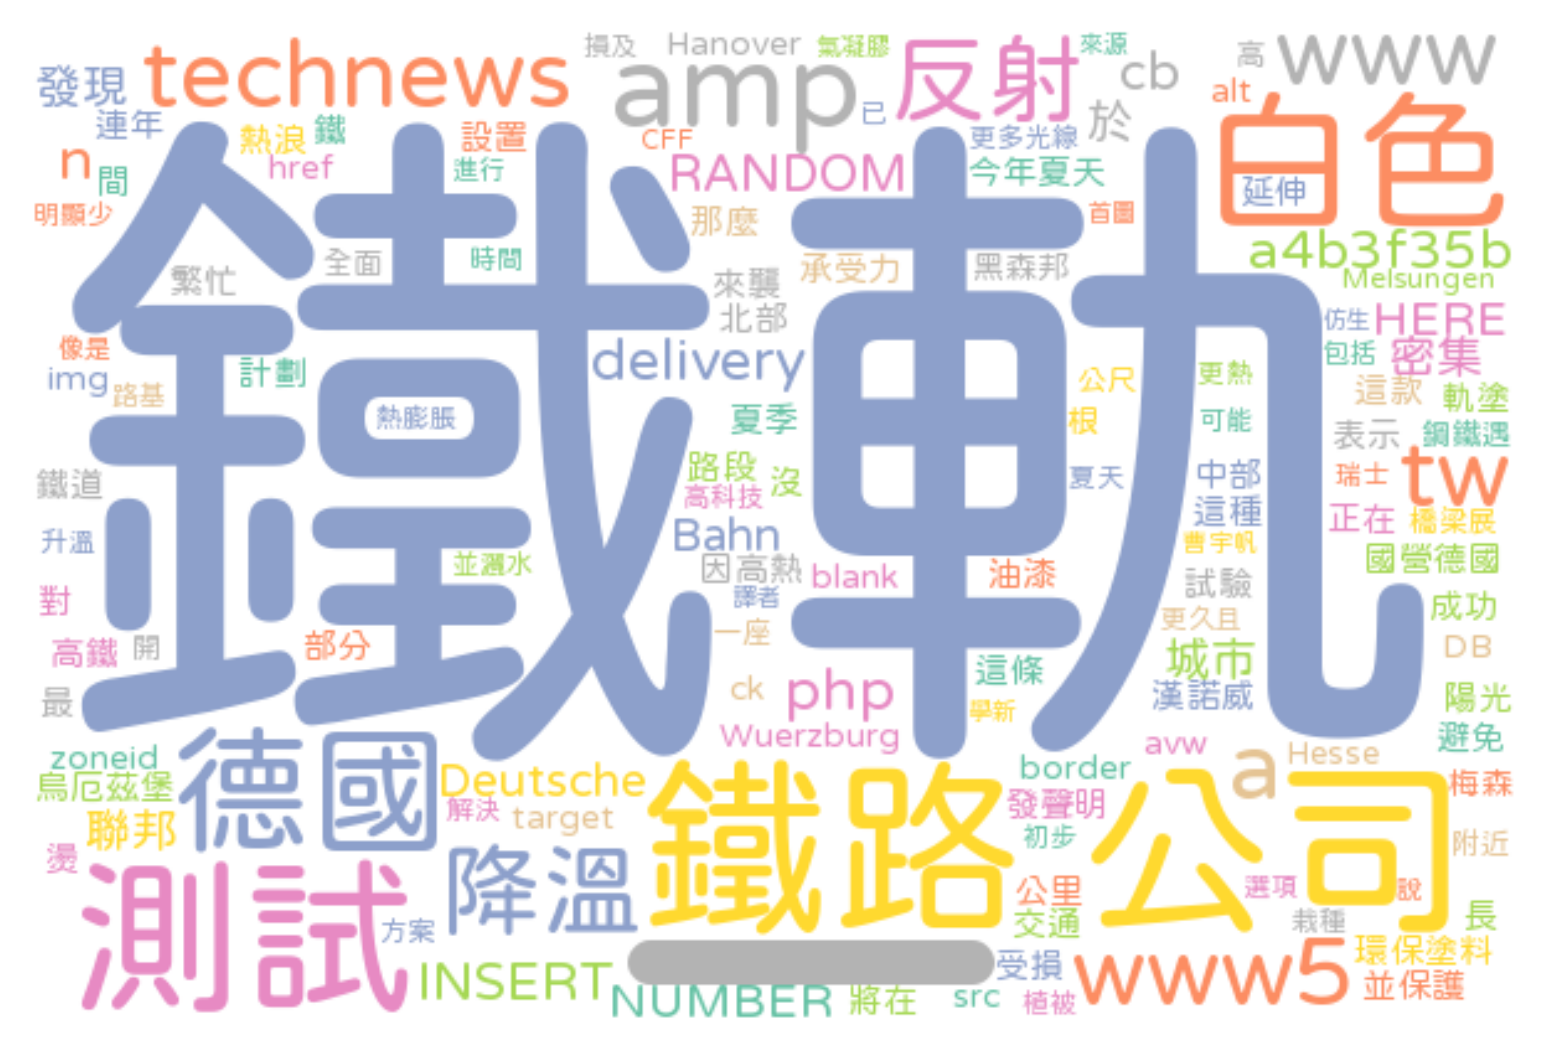 technews
損及
Hanover
氣凝膠
反射
來源
cb
高
www
發現
amp
已
alt
連年
熱浪
鐵
設置
CFF
更多光線
於
白色
n
間
href
進行
RANDOM
今年夏天
延伸
明顯少
那麼
首圖
繁忙
全面
時間
來襲
承受力
黑森邦
a4b3f35b
Melsungen
鐵軌
北部
仿生
HERE
像是
img
路基
計劃
delivery
公尺
更熱
包括
密集
熱膨脹
夏季
根
可能
這款
軌塗
表示
鋼鐵遇
鐵道
路段
沒
高科技
夏天
中部
瑞士
tw
升溫
Bahn
這種
正在
橋梁展
並灑水
因高熱
blank
油漆
曹宇帆
國營德國
對
譯者
試驗
高鐵
開
部分
一座
更久且
成功
最
ck
php
這條
城市
DB
學新
漢諾威
陽光
Wuerzburg
avw
避免
zoneid
德國
Deutsche
border
a
Hesse
烏厄茲堡
解決
target
鐵路公司
發聲明
梅森
聯邦
初步
附近
燙
測試
降溫
公里
選項
說
方案
交通
栽種
長
INSERT
受損
www5
環保塗料
NUMBER
將在
src
植被
並保護